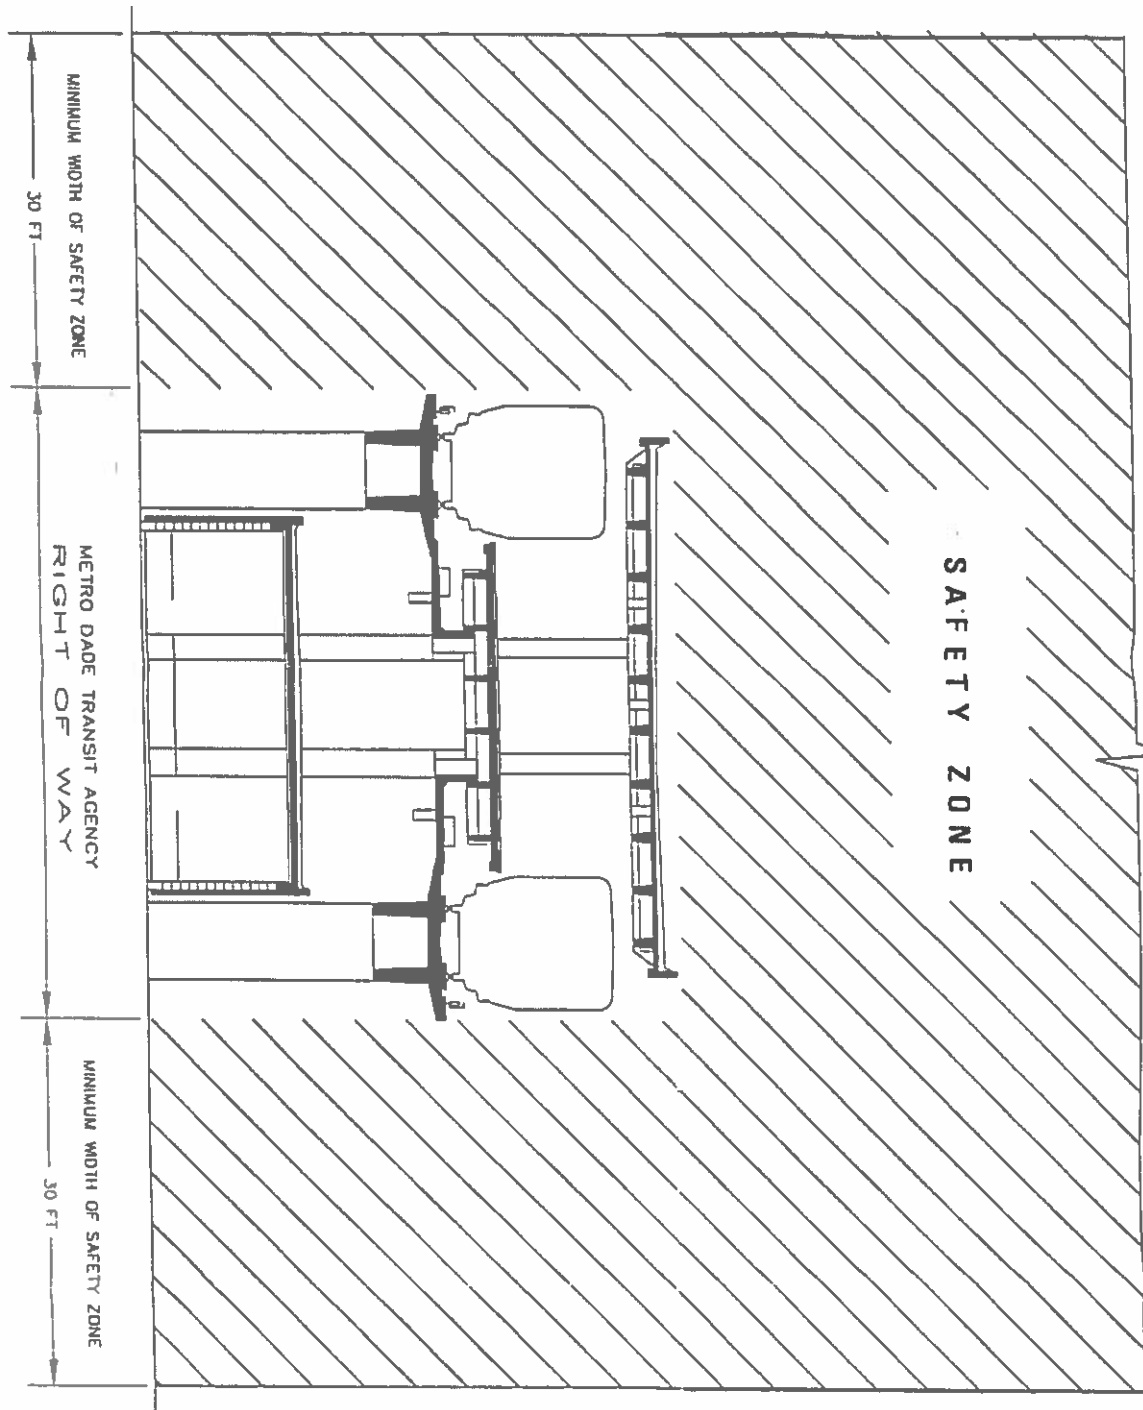 SAFETY ZONE
MINIMUM WIDTH OF SAFETY ZONE
30 FT
METRO DADE TRANSIT AGENCY
RIGHT OF WAY
MINIMUM WIDTH OF SAFETY ZONE
30 FT